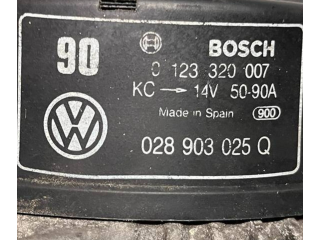 90
BOSCH
0 123 320 007
KC → 14V 50-90A
Made in Spain 900
028 903 025 Q